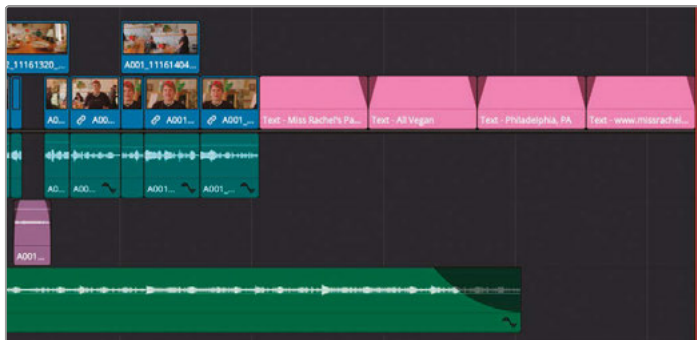 2_11161320_...
A001_11161404...
A0...
A00...
A001...
A001_...
Text - Miss Rachel's Pa...
Text - All Vegan
Text - Philadelphia, PA
Text - www.missrachel...
A0...
A00...
A001...
A001_...
A001...